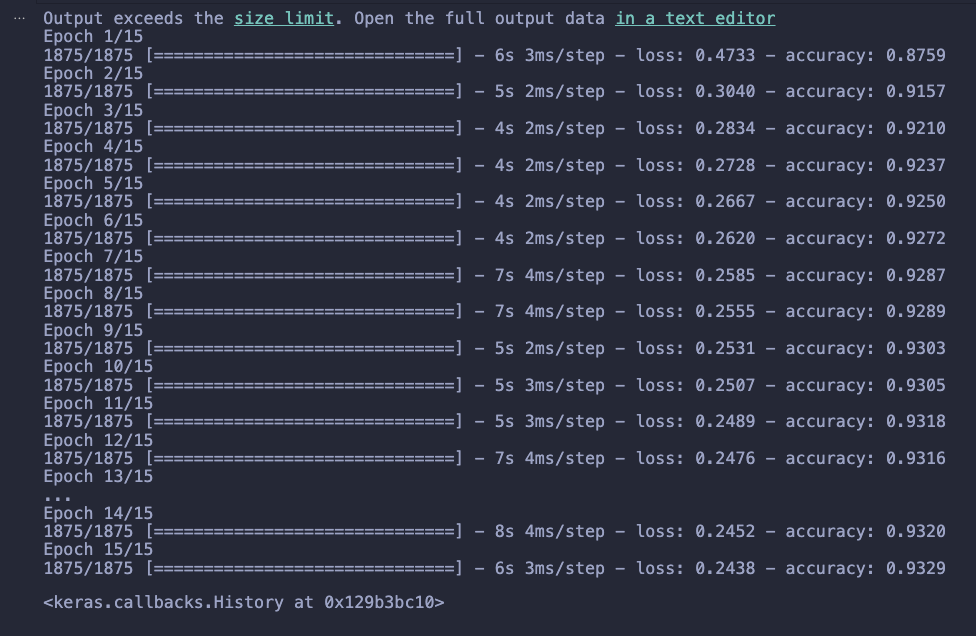 ... Output exceeds the size limit. Open the full output data in a text editor
Epoch 1/15
1875/1875 [==============================] - 6s 3ms/step - loss: 0.4733 - accuracy: 0.8759
Epoch 2/15
1875/1875 [==============================] - 5s 2ms/step - loss: 0.3040 - accuracy: 0.9157
Epoch 3/15
1875/1875 [==============================] - 4s 2ms/step - loss: 0.2834 - accuracy: 0.9210
Epoch 4/15
1875/1875 [==============================] - 4s 2ms/step - loss: 0.2728 - accuracy: 0.9237
Epoch 5/15
1875/1875 [==============================] - 4s 2ms/step - loss: 0.2667 - accuracy: 0.9250
Epoch 6/15
1875/1875 [==============================] - 4s 2ms/step - loss: 0.2620 - accuracy: 0.9272
Epoch 7/15
1875/1875 [==============================] - 7s 4ms/step - loss: 0.2585 - accuracy: 0.9287
Epoch 8/15
1875/1875 [==============================] - 7s 4ms/step - loss: 0.2555 - accuracy: 0.9289
Epoch 9/15
1875/1875 [==============================] - 5s 2ms/step - loss: 0.2531 - accuracy: 0.9303
Epoch 10/15
1875/1875 [==============================] - 5s 3ms/step - loss: 0.2507 - accuracy: 0.9305
Epoch 11/15
1875/1875 [==============================] - 5s 3ms/step - loss: 0.2489 - accuracy: 0.9318
Epoch 12/15
1875/1875 [==============================] - 7s 4ms/step - loss: 0.2476 - accuracy: 0.9316
Epoch 13/15
...
Epoch 14/15
1875/1875 [==============================] - 8s 4ms/step - loss: 0.2452 - accuracy: 0.9320
Epoch 15/15
1875/1875 [==============================] - 6s 3ms/step - loss: 0.2438 - accuracy: 0.9329
<keras.callbacks.History at 0x129b3bc10>